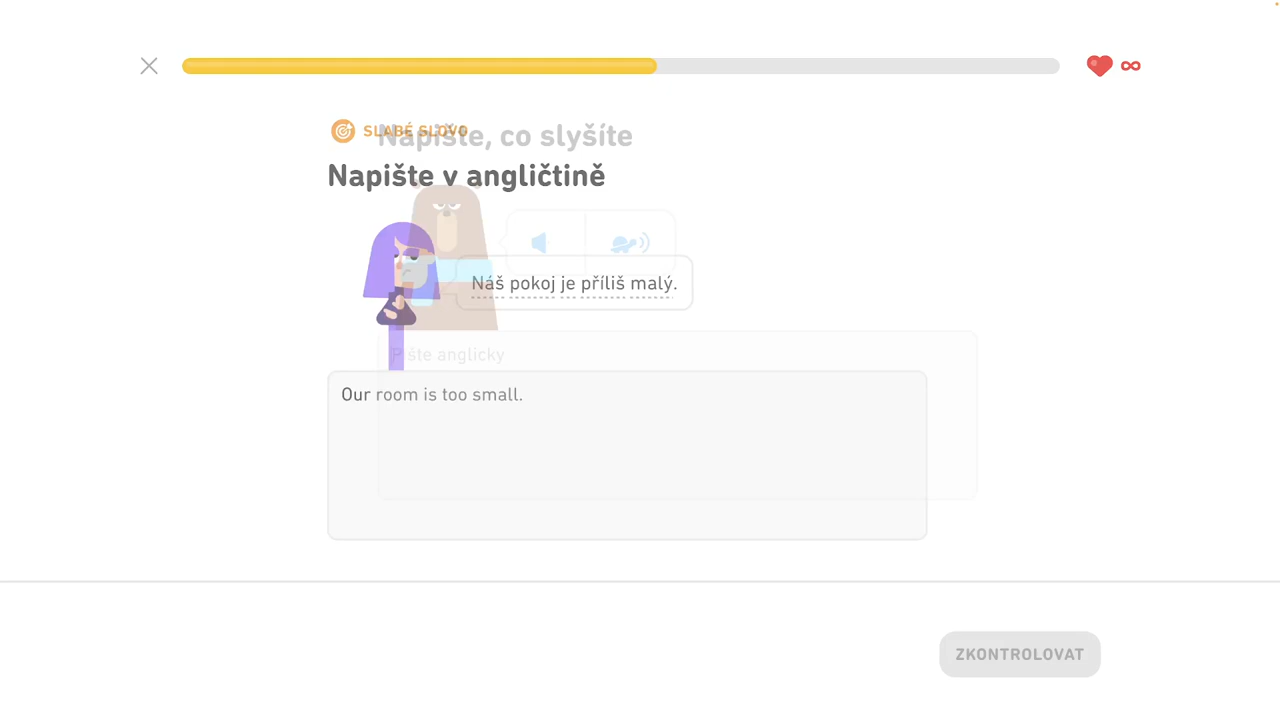 SLABÉ SLOVO
Napište, co slyšíte
Napište v angličtině
Náš pokoj je příliš malý.
Pište anglicky
Our room is too small.
ZKONTROLOVAT